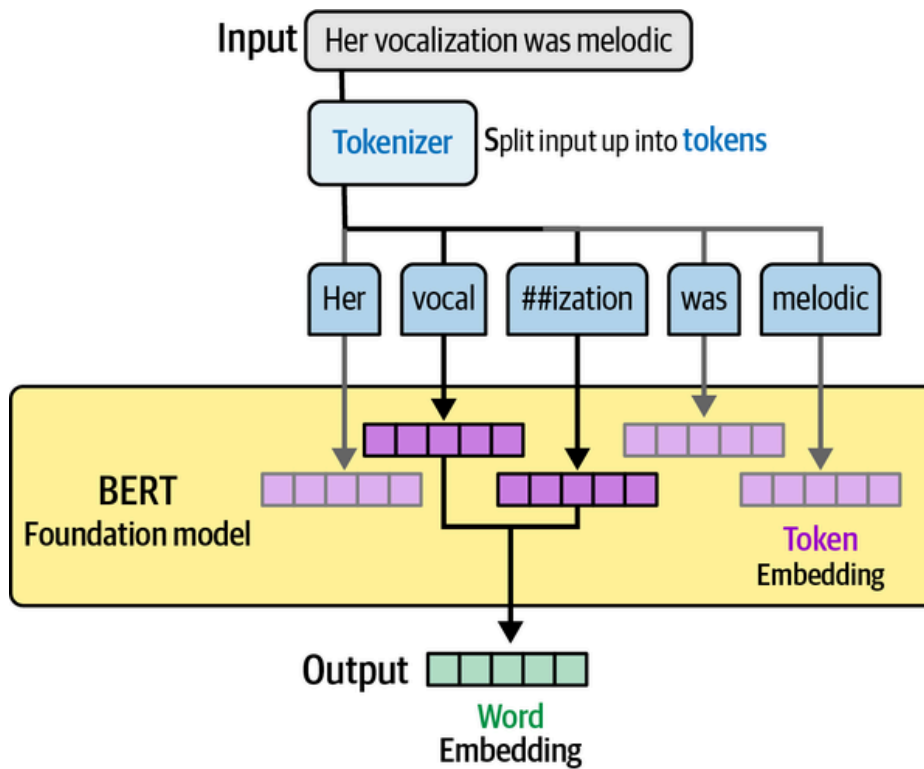 Input
Her vocalization was melodic
Tokenizer
Split input up into tokens
Her
vocal
##ization
was
melodic
BERT
Foundation model
Token
Embedding
Output
Word
Embedding